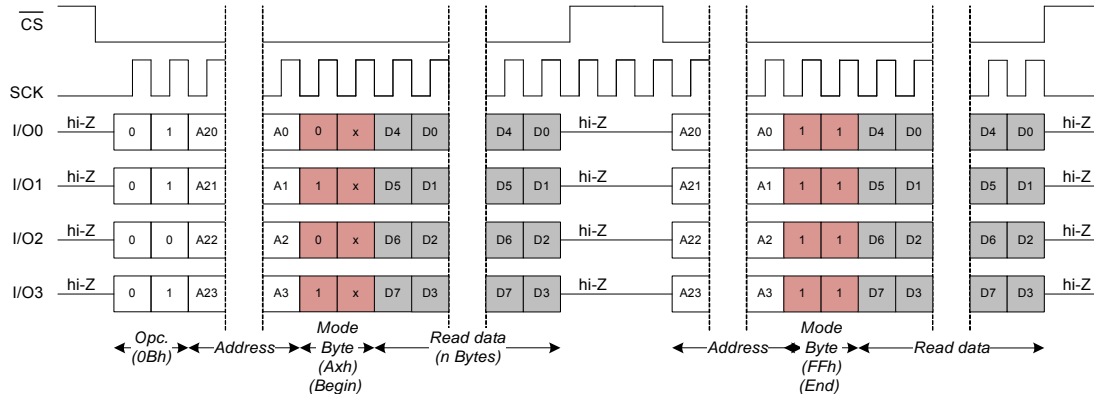 CS
SCK
I/O0 hi-Z 0 1 A20 A0 0 x D4 D0 D4 D0 hi-Z A20 A0 1 1 D4 D0 D4 D0 hi-Z
I/O1 hi-Z 0 1 A21 A1 1 x D5 D1 D5 D1 hi-Z A21 A1 1 1 D5 D1 D5 D1 hi-Z
I/O2 hi-Z 0 0 A22 A2 0 x D6 D2 D6 D2 hi-Z A22 A2 1 1 D6 D2 D6 D2 hi-Z
I/O3 hi-Z 0 1 A23 A3 1 x D7 D3 D7 D3 hi-Z A23 A3 1 1 D7 D3 D7 D3 hi-Z
Opc.
(0Bh)
Address
Mode
Byte
(Axh)
(Begin)
Read data
(n Bytes)
Address
Mode
Byte
(FFh)
(End)
Read data